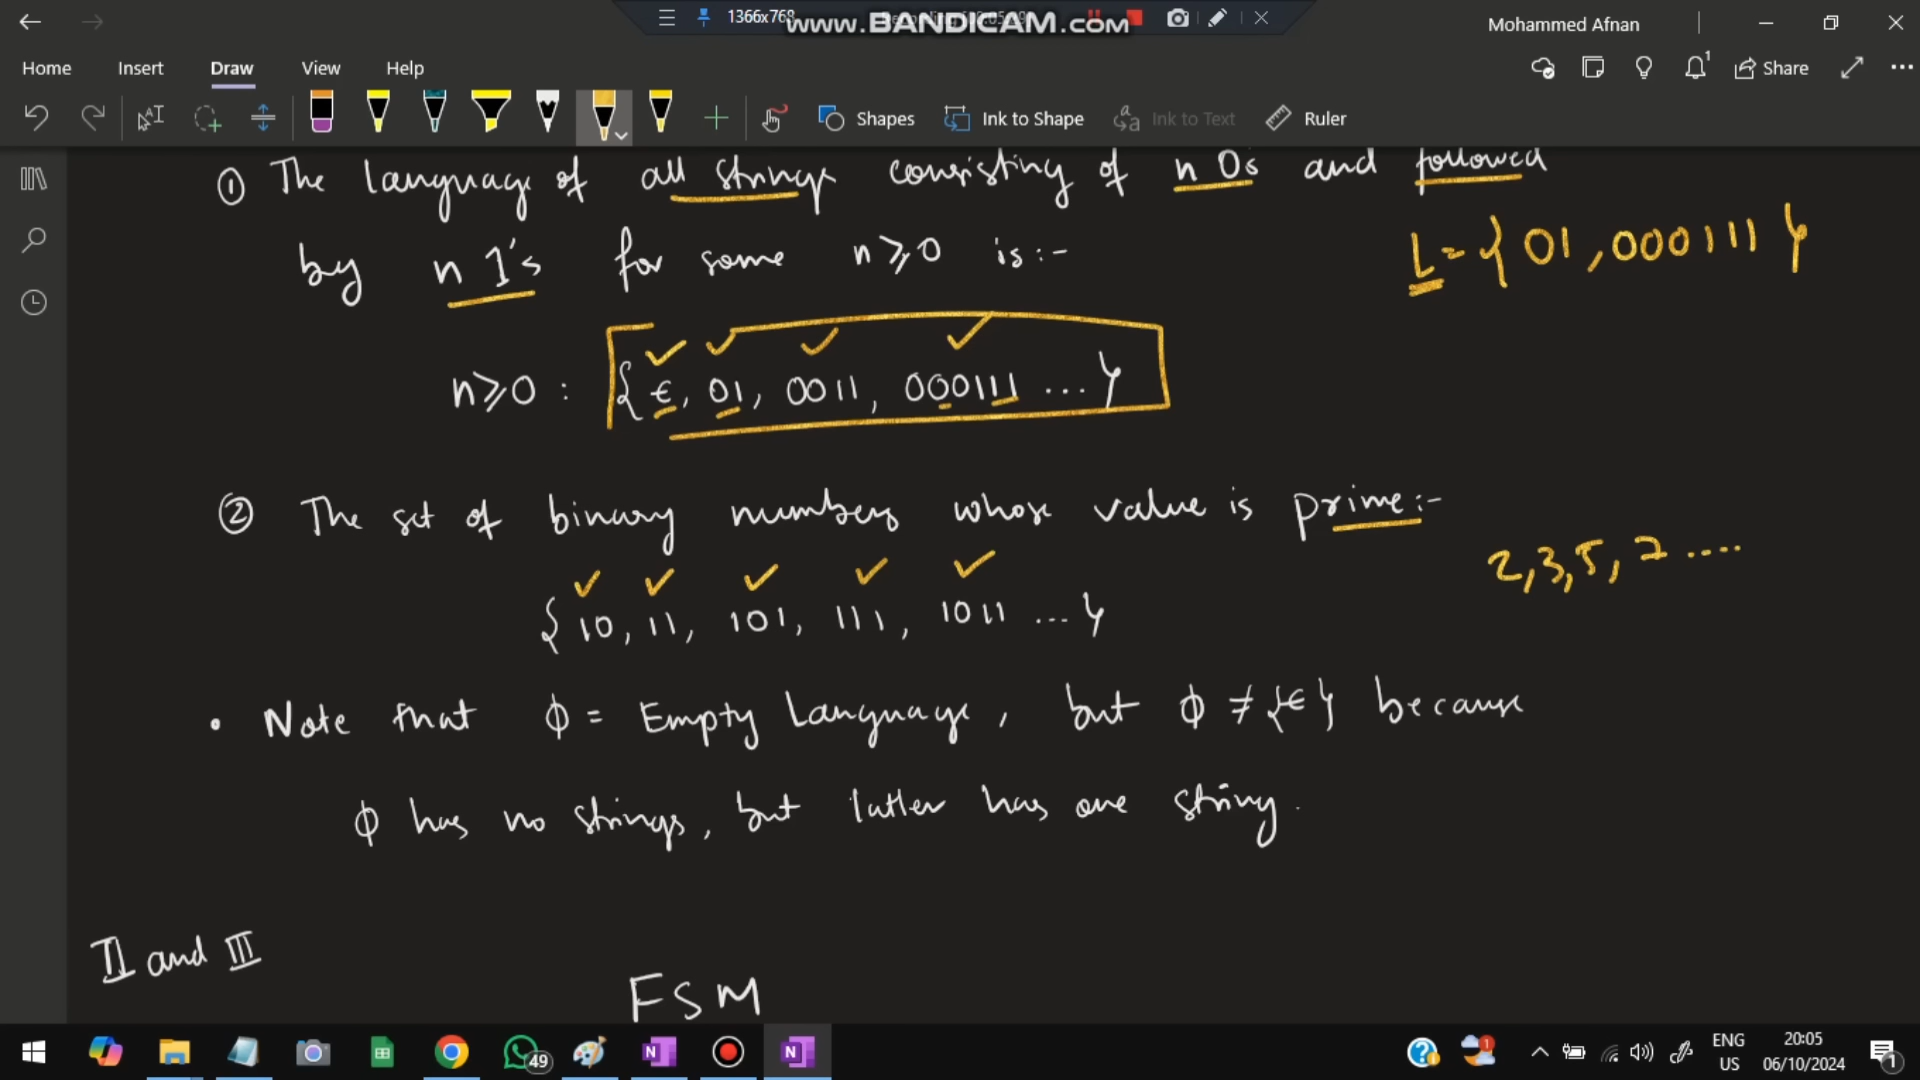 1366x768
www.BANDICAM.com
Mohammed Afnan
Home Insert Draw View Help
Share
Shapes Ink to Shape Ink to Text Ruler
① The language of all strings consisting of n 0s and followed
by n 1's for some n⩾0 is:-
L = { 01, 000111 }
n⩾0 : { ϵ, 01, 0011, 000111 ... }
② The set of binary numbers whose value is prime:-
2, 3, 5, 7 ....
{ 10, 11, 101, 111, 1011 ... }
• Note that ϕ = Empty Language, but ϕ ≠ {ϵ} because
ϕ has no strings, but latter has one string.
II and III
FSM
49
ENG
US
20:05
06/10/2024